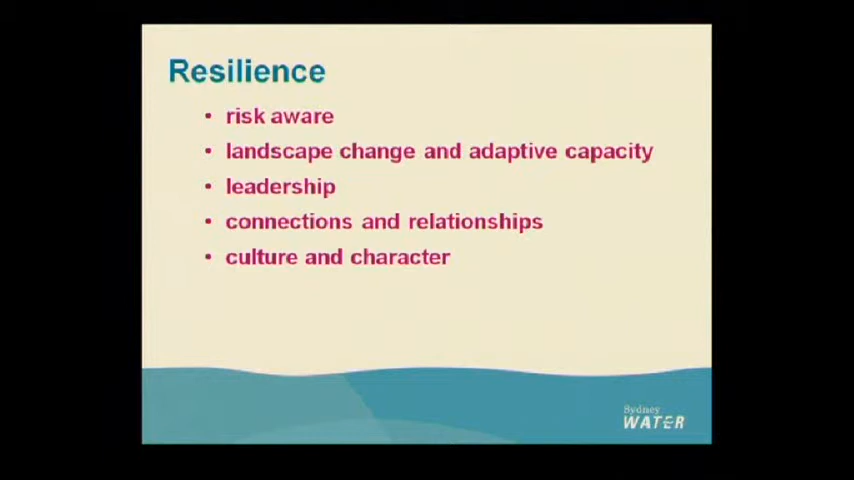 Resilience
• risk aware
• landscape change and adaptive capacity
• leadership
• connections and relationships
• culture and character
Sydney
WATER